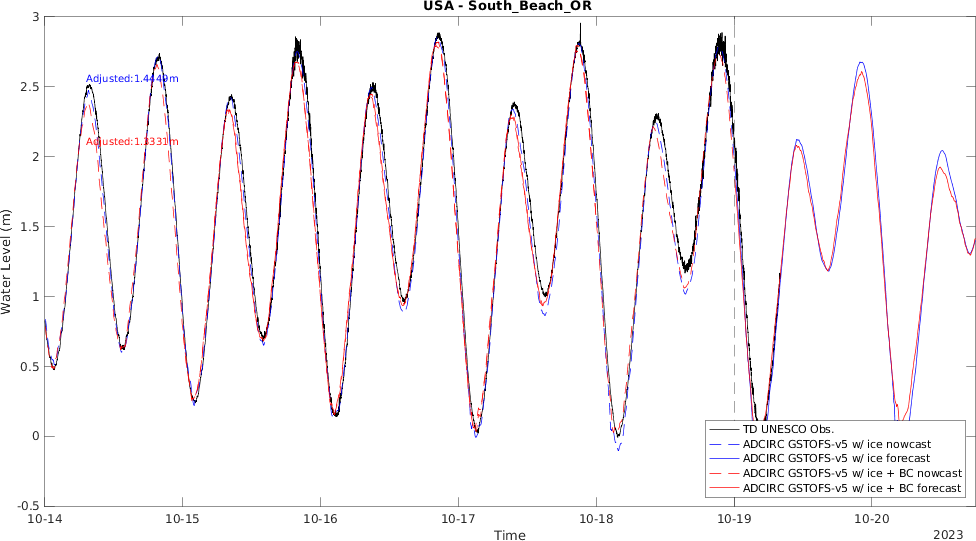 USA - South_Beach_OR
3
2.5
2
1.5
1
0.5
0
-0.5
Water Level (m)
Adjusted:1.4449m
Adjusted:1.3331m
TD UNESCO Obs.
ADCIRC GSTOFS-v5 w/ ice nowcast
ADCIRC GSTOFS-v5 w/ ice forecast
ADCIRC GSTOFS-v5 w/ ice + BC nowcast
ADCIRC GSTOFS-v5 w/ ice + BC forecast
10-14 10-15 10-16 10-17 10-18 10-19 10-20
Time
2023